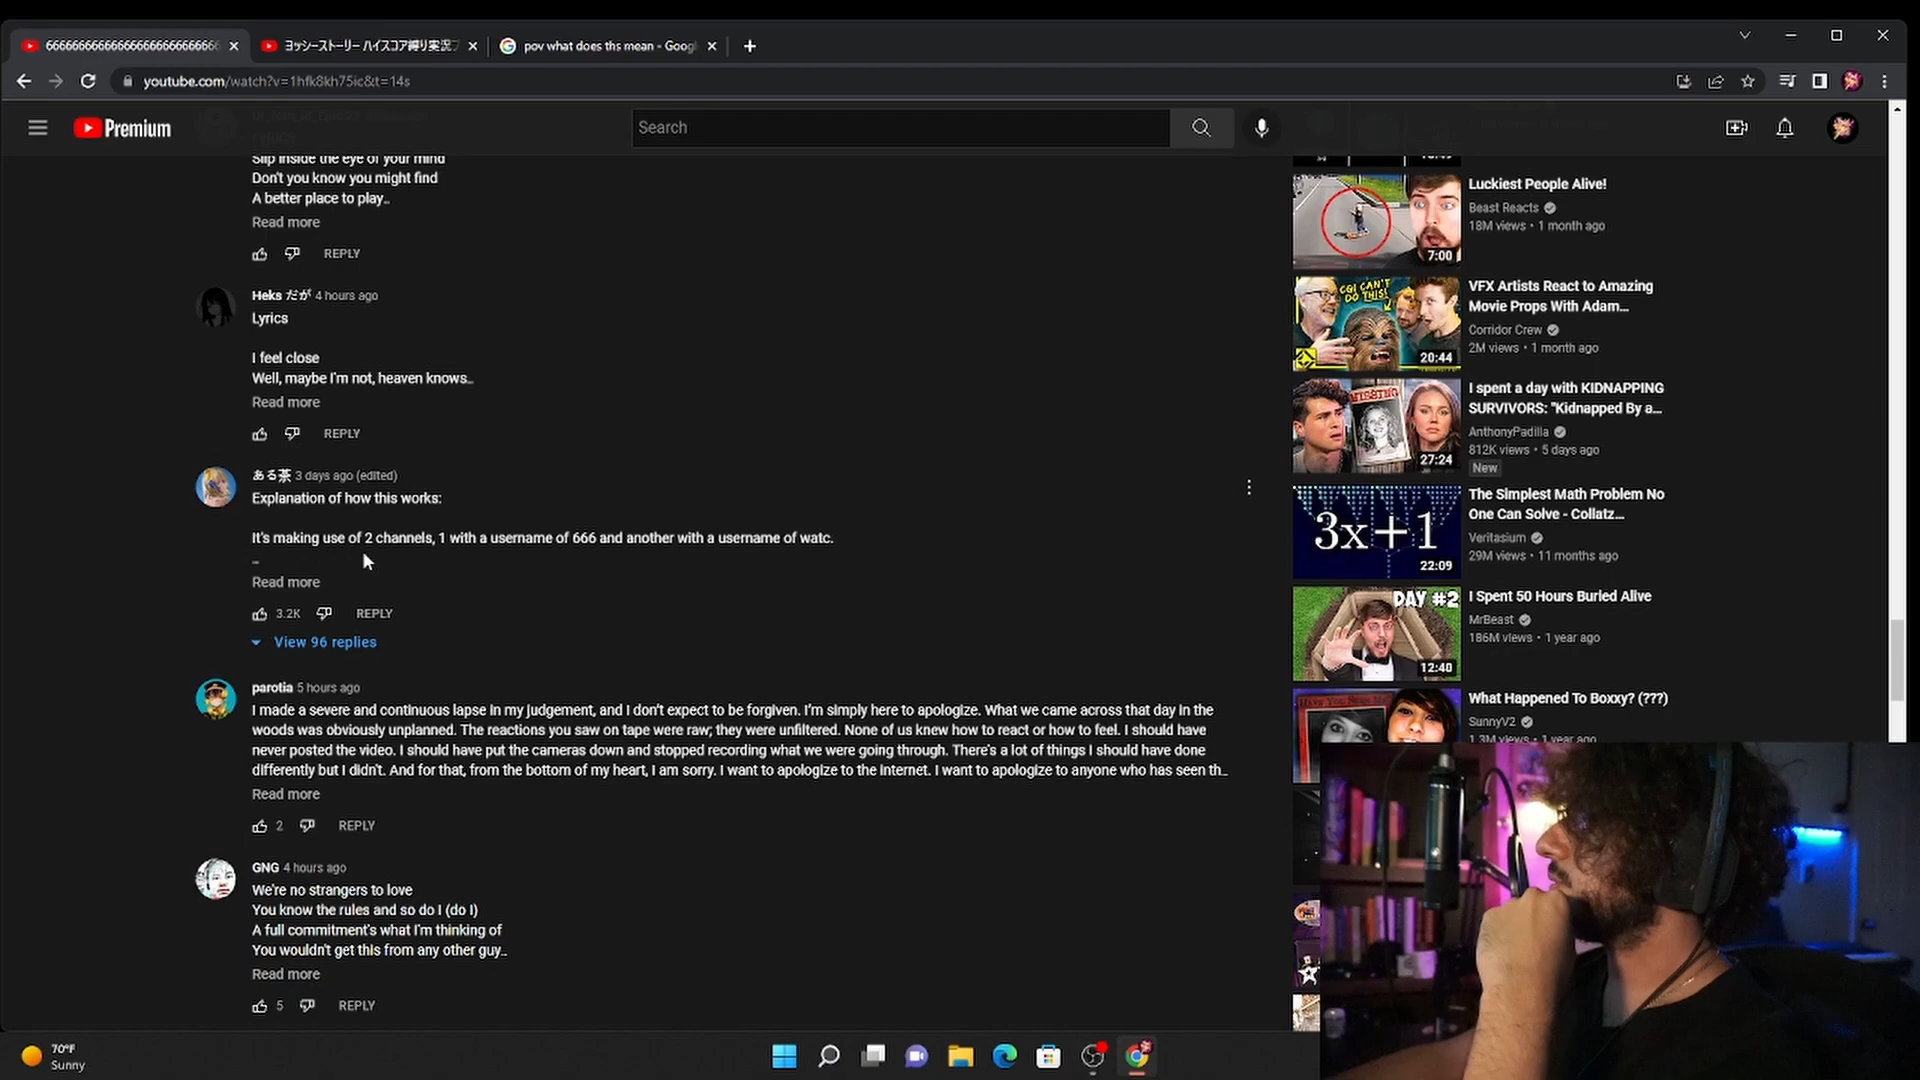 66666666666666666666666666
ヨッシーストーリー ハイスコア縛り実況プ
pov what does ths mean - Goog
youtube.com/watch?v=1hfk8kh75ic&t=14s
Premium
Search
Slip inside the eye of your mind
Don't you know you might find
A better place to play..
Read more
REPLY
Heks だが 4 hours ago
Lyrics
I feel close
Well, maybe I'm not, heaven knows...
Read more
REPLY
ある茶 3 days ago (edited)
Explanation of how this works:
It's making use of 2 channels, 1 with a username of 666 and another with a username of watc.
...
Read more
3.2K REPLY
View 96 replies
parotia 5 hours ago
I made a severe and continuous lapse in my judgement, and I don't expect to be forgiven. I'm simply here to apologize. What we came across that day in the
woods was obviously unplanned. The reactions you saw on tape were raw; they were unfiltered. None of us knew how to react or how to feel. I should have
never posted the video. I should have put the cameras down and stopped recording what we were going through. There's a lot of things I should have done
differently but I didn't. And for that, from the bottom of my heart, I am sorry. I want to apologize to the internet. I want to apologize to anyone who has seen th...
Read more
2 REPLY
GNG 4 hours ago
We're no strangers to love
You know the rules and so do I (do I)
A full commitment's what I'm thinking of
You wouldn't get this from any other guy...
Read more
5 REPLY
Luckiest People Alive!
Beast Reacts
18M views • 1 month ago
7:00
VFX Artists React to Amazing
Movie Props With Adam...
Corridor Crew
2M views • 1 month ago
CGI CAN'T
DO THIS!
20:44
I spent a day with KIDNAPPING
SURVIVORS: "Kidnapped By a...
AnthonyPadilla
812K views • 5 days ago
New
MISSING
27:24
The Simplest Math Problem No
One Can Solve - Collatz...
Veritasium
29M views • 11 months ago
3x+1
22:09
I Spent 50 Hours Buried Alive
MrBeast
186M views • 1 year ago
DAY #2
12:40
What Happened To Boxxy? (???)
SunnyV2
1.3M views • 1 year ago
70°F
Sunny